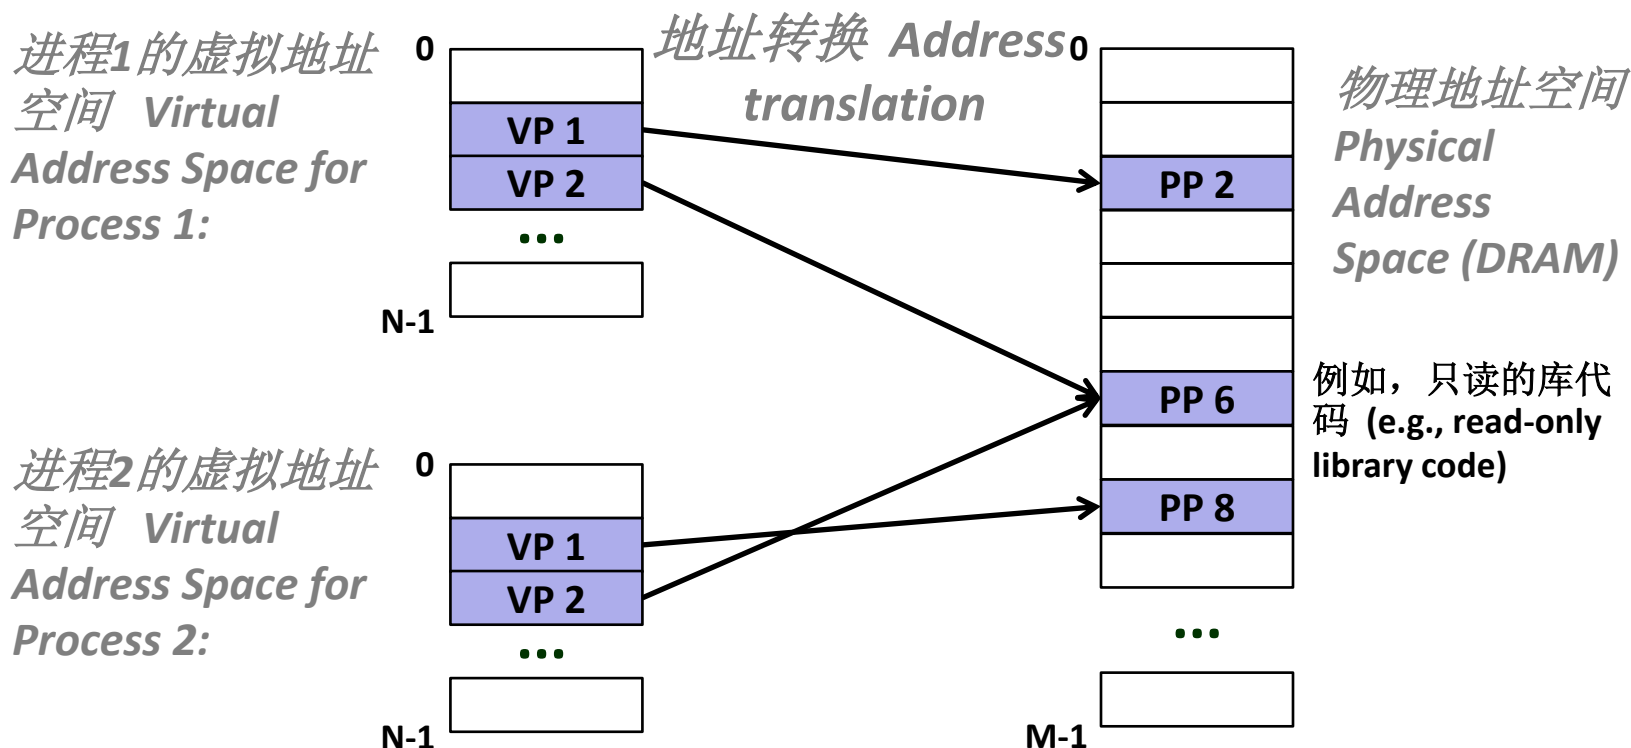 进程1的虚拟地址
空间 Virtual
Address Space for
Process 1:
0
VP 1
VP 2
...
N-1
地址转换 Address
translation
0
PP 2
PP 6
PP 8
...
M-1
物理地址空间
Physical
Address
Space (DRAM)
例如，只读的库代
码 (e.g., read-only
library code)
进程2的虚拟地址
空间 Virtual
Address Space for
Process 2:
0
VP 1
VP 2
...
N-1